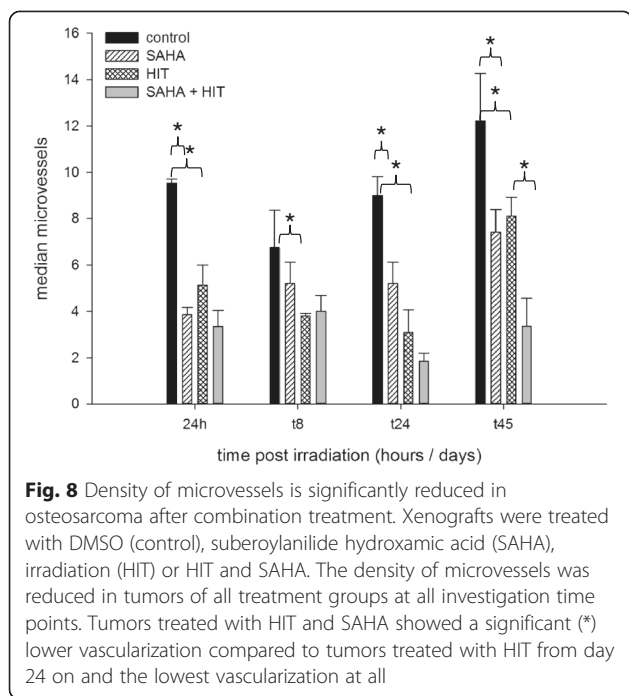 16
14
12
10
8
6
4
2
0
median microvessels
control
SAHA
HIT
SAHA + HIT
*
*
*
*
*
*
*
*
24h
t8
t24
t45
time post irradiation (hours / days)
Fig. 8 Density of microvessels is significantly reduced in
osteosarcoma after combination treatment. Xenografts were treated
with DMSO (control), suberoylanilide hydroxamic acid (SAHA),
irradiation (HIT) or HIT and SAHA. The density of microvessels was
reduced in tumors of all treatment groups at all investigation time
points. Tumors treated with HIT and SAHA showed a significant (*)
lower vascularization compared to tumors treated with HIT from day
24 on and the lowest vascularization at all